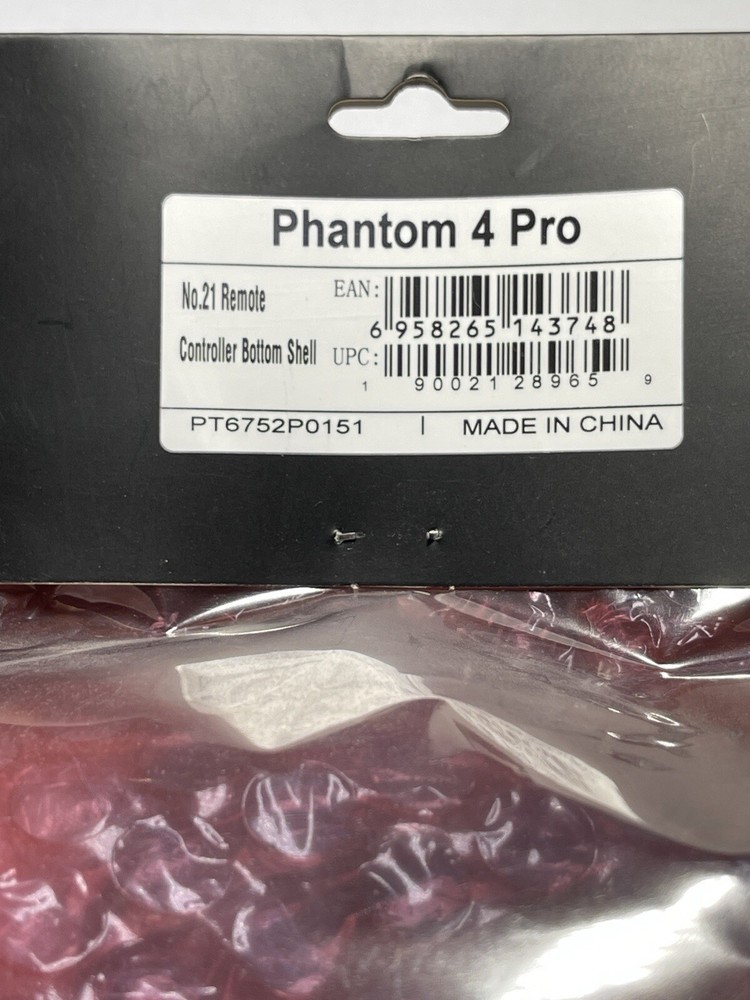 Phantom 4 Pro
No.21 Remote
Controller Bottom Shell
EAN:
6 958265 143748
UPC:
1 90021 28965 9
PT6752P0151 | MADE IN CHINA